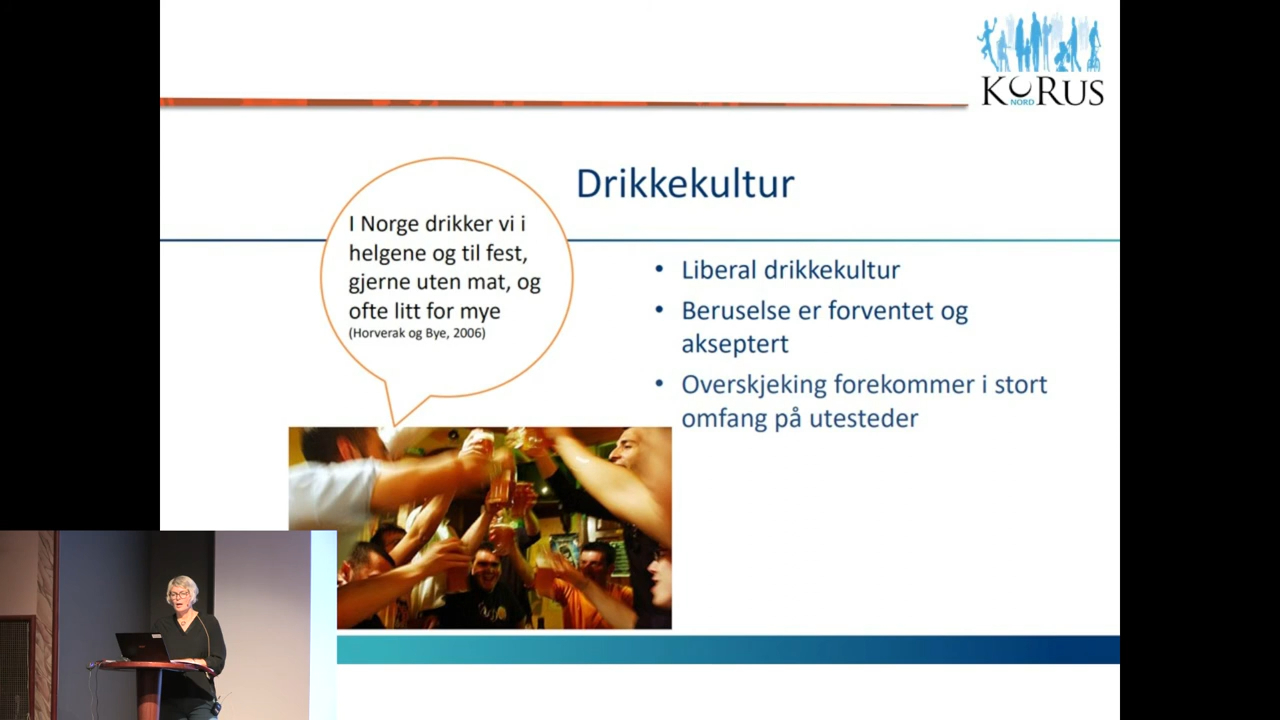 KoRus
NORD
Drikkekultur
I Norge drikker vi i
helgene og til fest,
gjerne uten mat, og
ofte litt for mye
(Horverak og Bye, 2006)
• Liberal drikkekultur
• Beruselse er forventet og
akseptert
• Overskjeking forekommer i stort
omfang på utesteder